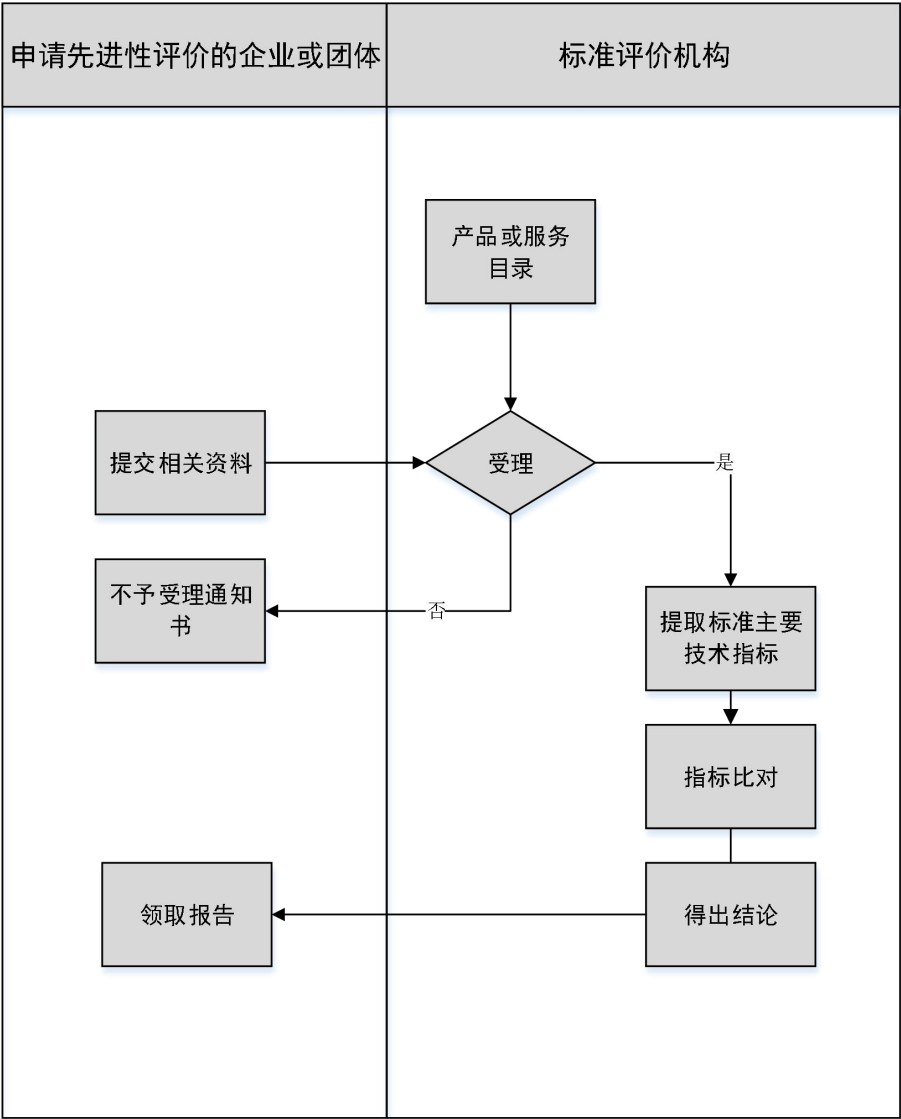 申请先进性评价的企业或团体
标准评价机构
产品或服务
目录
提交相关资料
受理
是
不予受理通知
书
否
提取标准主要
技术指标
指标比对
领取报告
得出结论